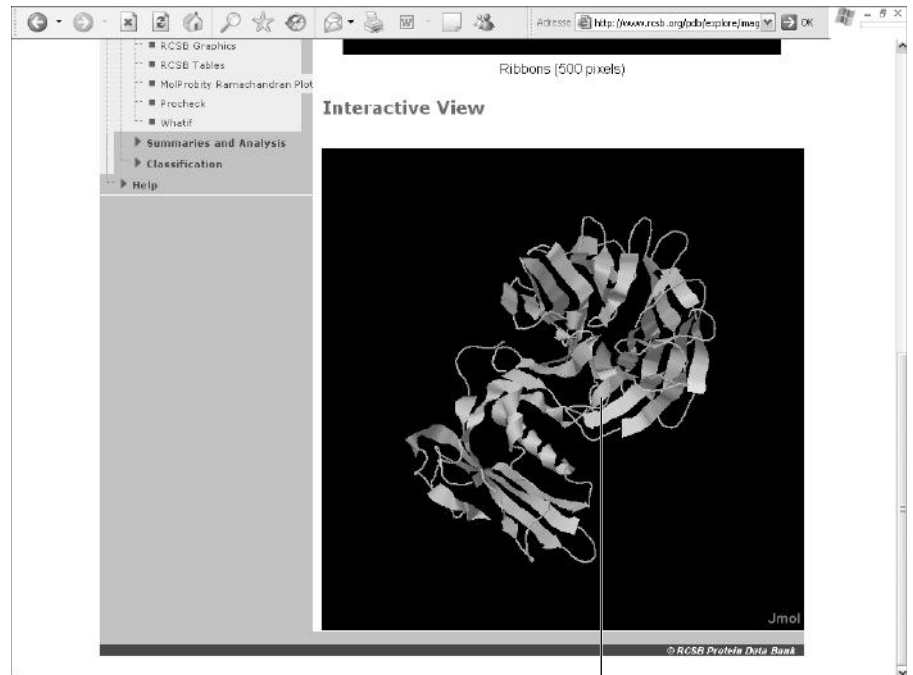 Adresse http://www.rcsb.org/pdb/explore/imag OK
RCSB Graphics
RCSB Tables
MolProbity Ramachandran Plot
Procheck
Whatif
Summaries and Analysis
Classification
Help
Ribbons (500 pixels)
Interactive View
Jmol
© RCSB Protein Data Bank